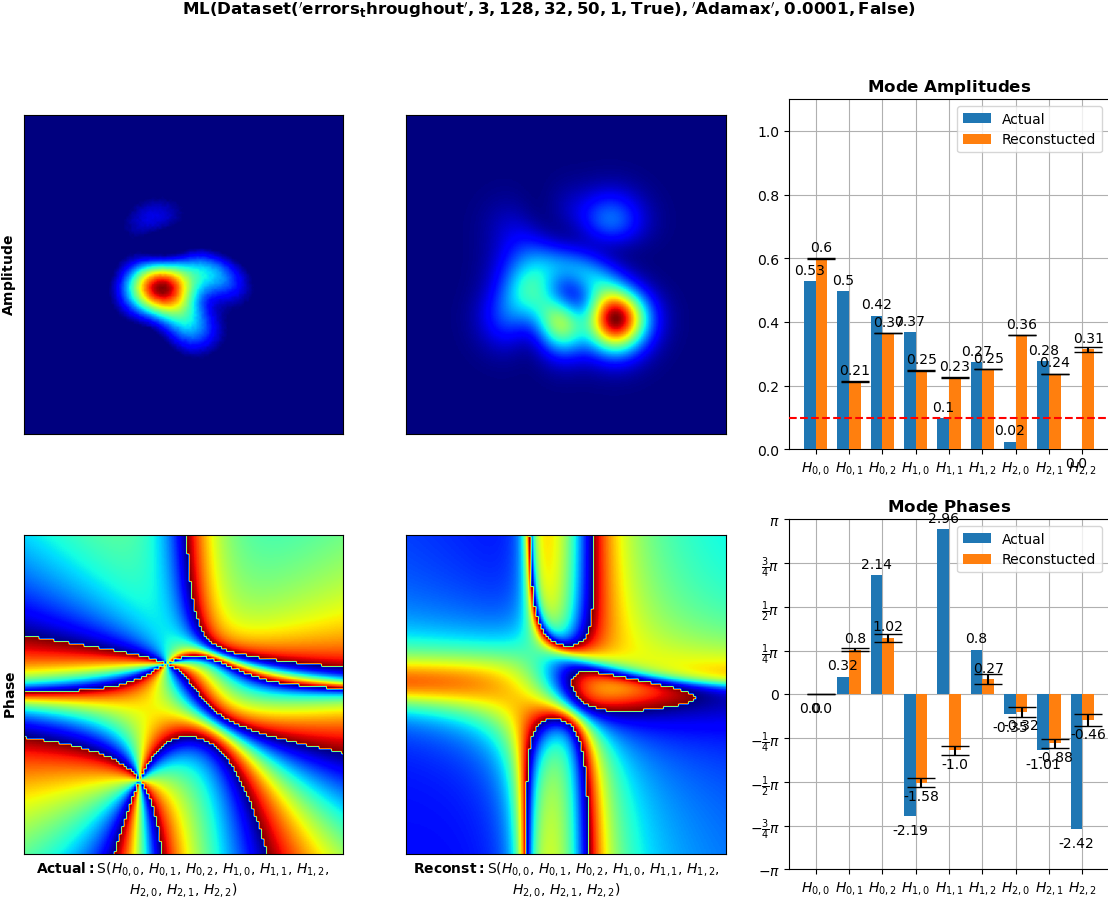 ML(Dataset('errorsthroughout', 3, 128, 32, 50, 1, True), 'Adamax', 0.0001, False)
Amplitude
Mode Amplitudes
Actual
Reconstucted
1.0
0.8
0.6
0.4
0.2
0.0
0.53 0.6
0.5 0.21
0.42 0.37
0.37 0.25
0.1 0.23
0.27 0.25
0.02 0.36
0.28 0.24
0.0 0.31
H0,0 H0,1 H0,2 H1,0 H1,1 H1,2 H2,0 H2,1 H2,2
Phase
Actual: S(H0,0, H0,1, H0,2, H1,0, H1,1, H1,2,
H2,0, H2,1, H2,2)
Reconst: S(H0,0, H0,1, H0,2, H1,0, H1,1, H1,2,
H2,0, H2,1, H2,2)
Mode Phases
Actual
Reconstucted
π
3/4π
1/2π
1/4π
0
−1/4π
−1/2π
−3/4π
−π
0.0 0.0
0.32 0.8
2.14 1.02
-2.19 -1.58
2.96 -1.0
0.8 0.27
-0.32
-1.01 -0.88
-2.42 -0.46
H0,0 H0,1 H0,2 H1,0 H1,1 H1,2 H2,0 H2,1 H2,2